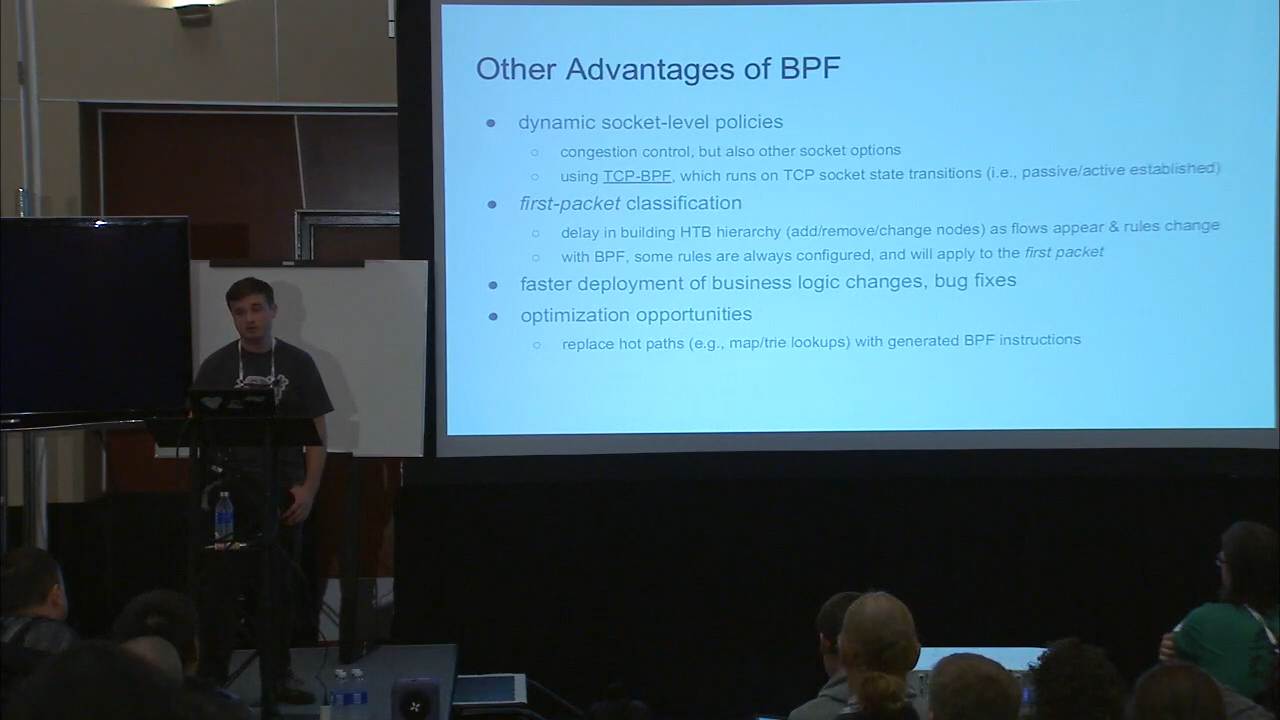 Other Advantages of BPF
● dynamic socket-level policies
○ congestion control, but also other socket options
○ using TCP-BPF, which runs on TCP socket state transitions (i.e., passive/active established)
● first-packet classification
○ delay in building HTB hierarchy (add/remove/change nodes) as flows appear & rules change
○ with BPF, some rules are always configured, and will apply to the first packet
● faster deployment of business logic changes, bug fixes
● optimization opportunities
○ replace hot paths (e.g., map/trie lookups) with generated BPF instructions